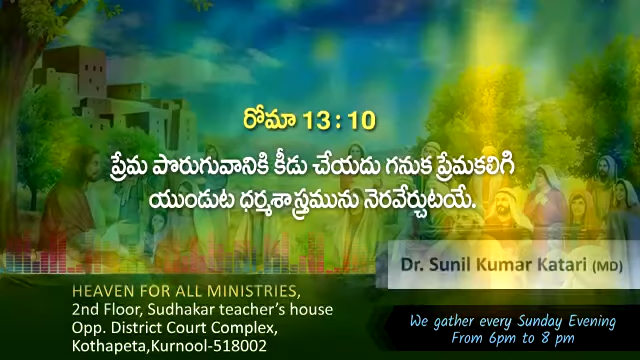 రోమా 13 : 10
ప్రేమ పొరుగువానికి కీడు చేయదు గనుక ప్రేమకలిగి
యుండుట ధర్మశాస్త్రమును నెరవేర్చుటయే.
Dr. Sunil Kumar Katari (MD)
HEAVEN FOR ALL MINISTRIES,
2nd Floor, Sudhakar teacher's house
Opp. District Court Complex,
Kothapeta,Kurnool-518002
We gather every Sunday Evening
From 6pm to 8 pm